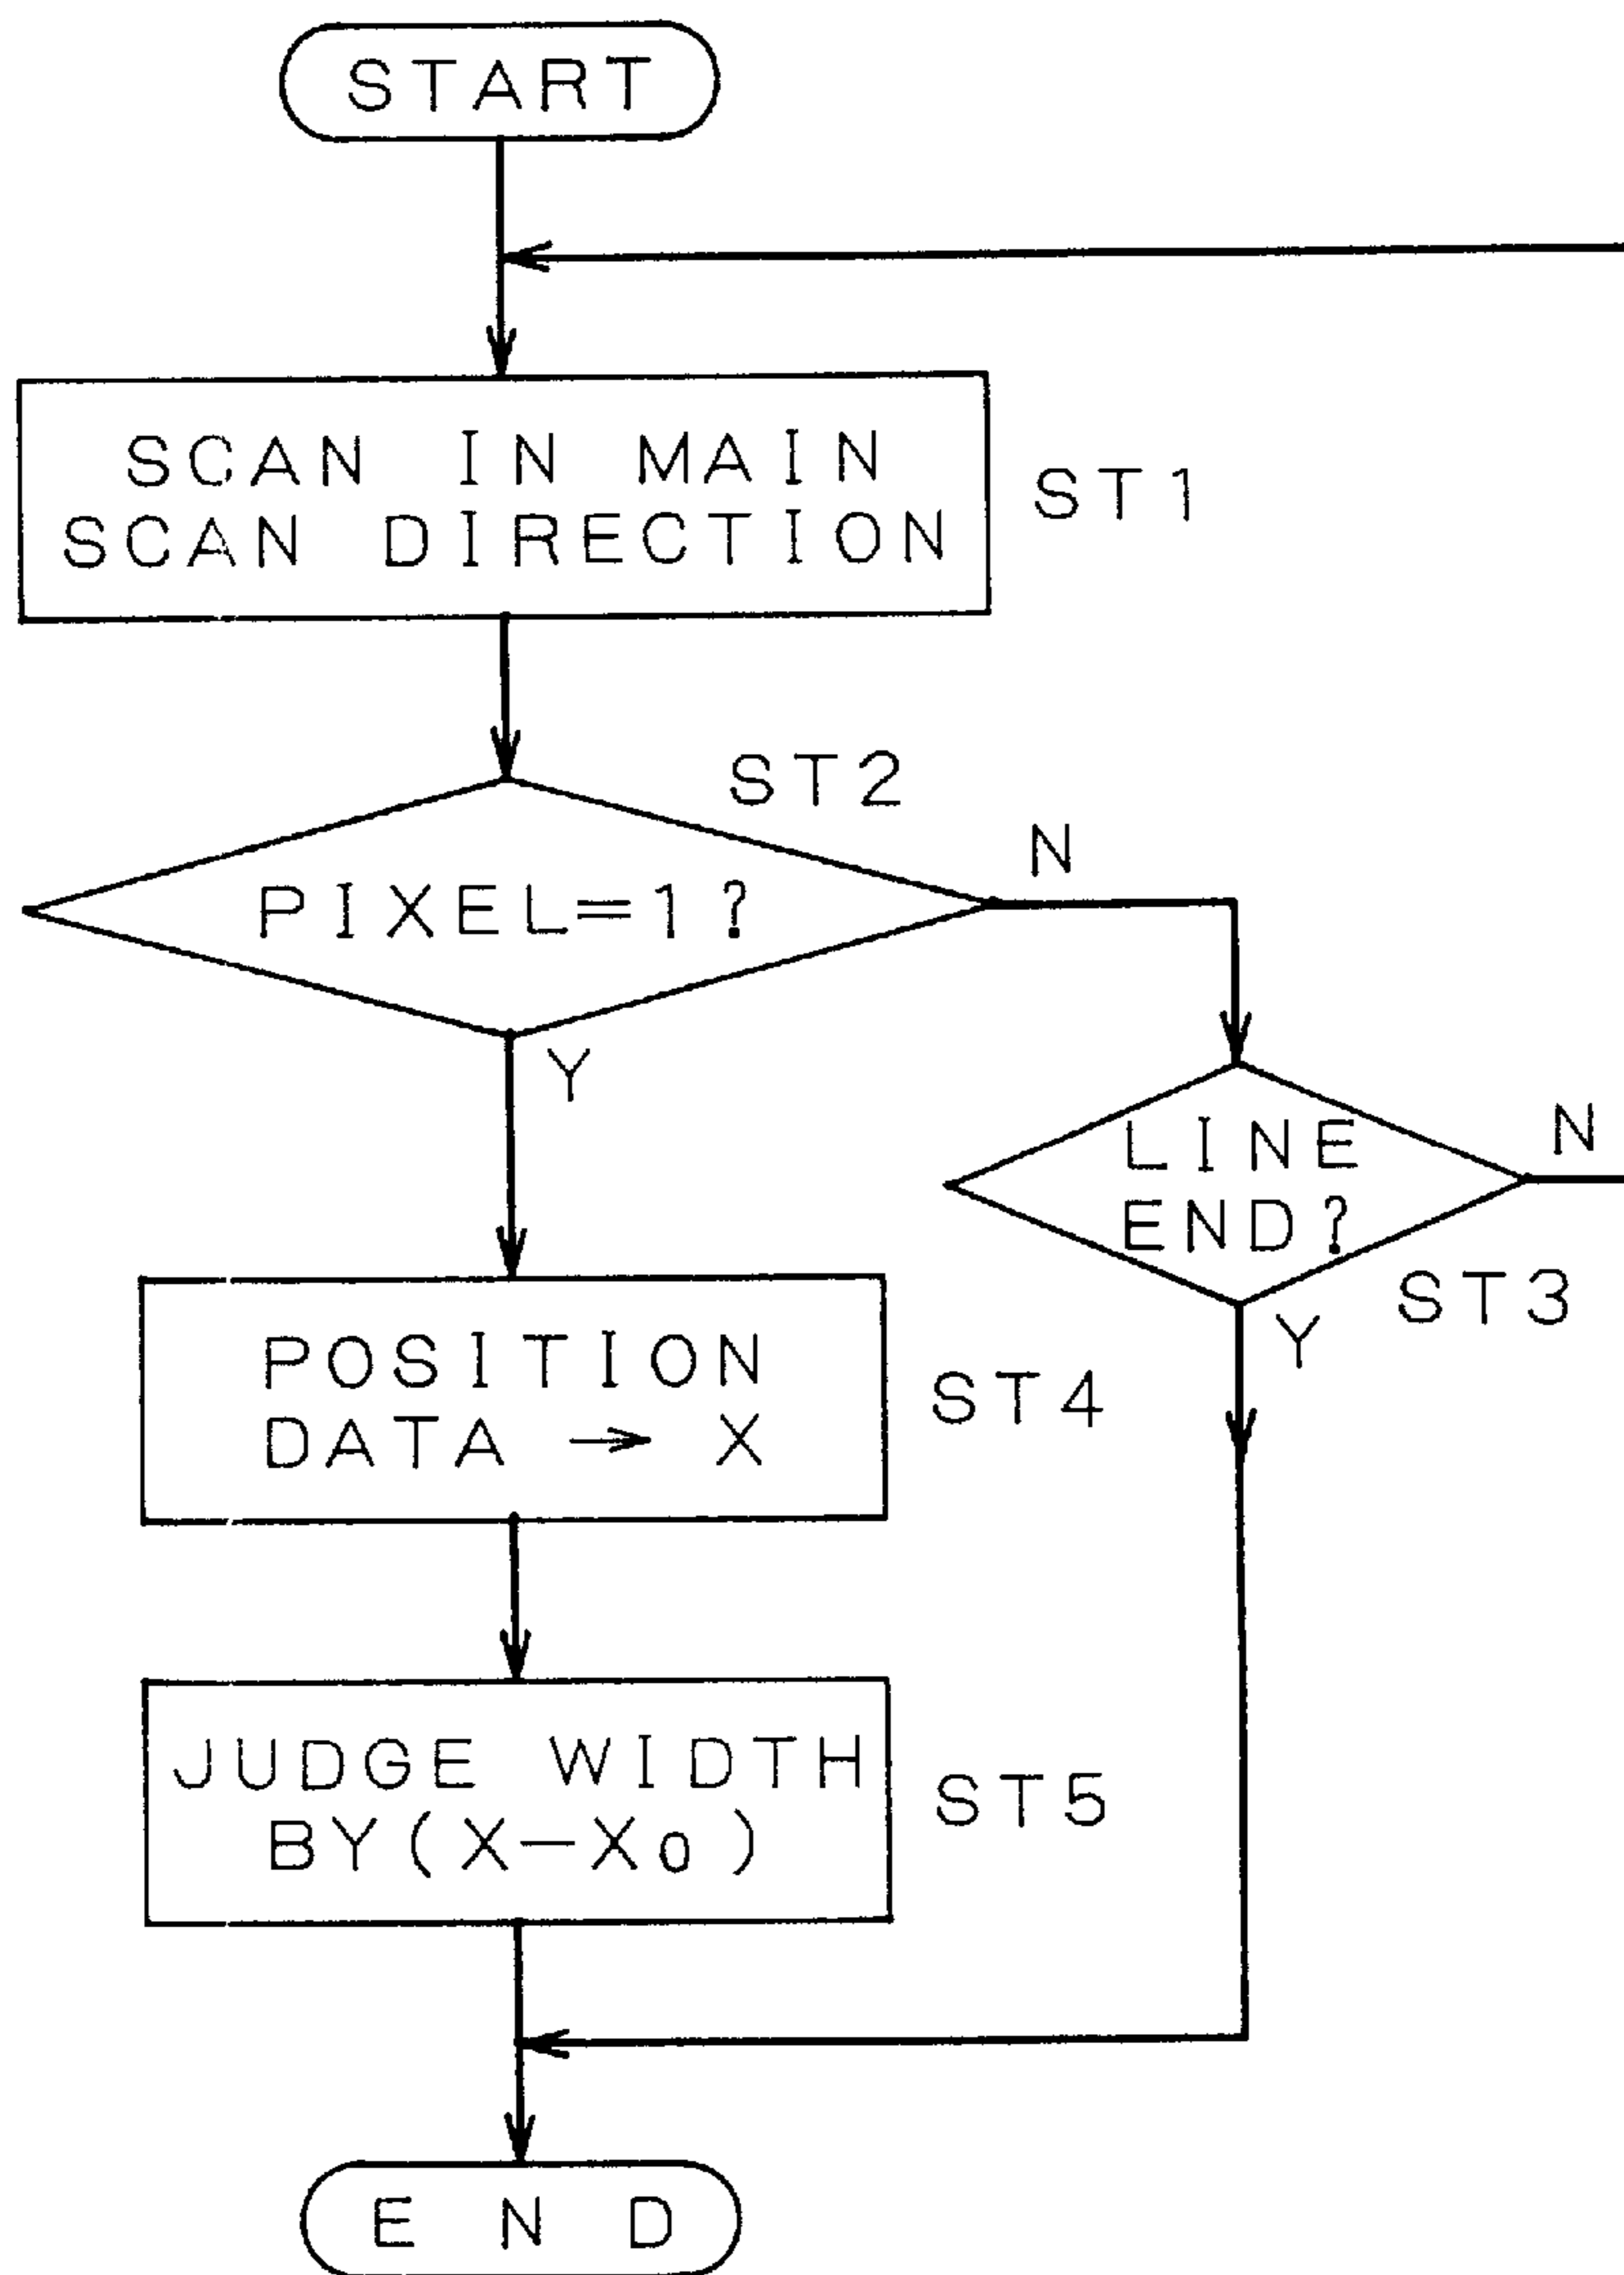 START
SCAN IN MAIN
SCAN DIRECTION
ST1
ST2
PIXEL=1?
N
Y
LINE
END?
N
ST3
Y
POSITION
DATA → X
ST4
JUDGE WIDTH
BY(X-X0)
ST5
END